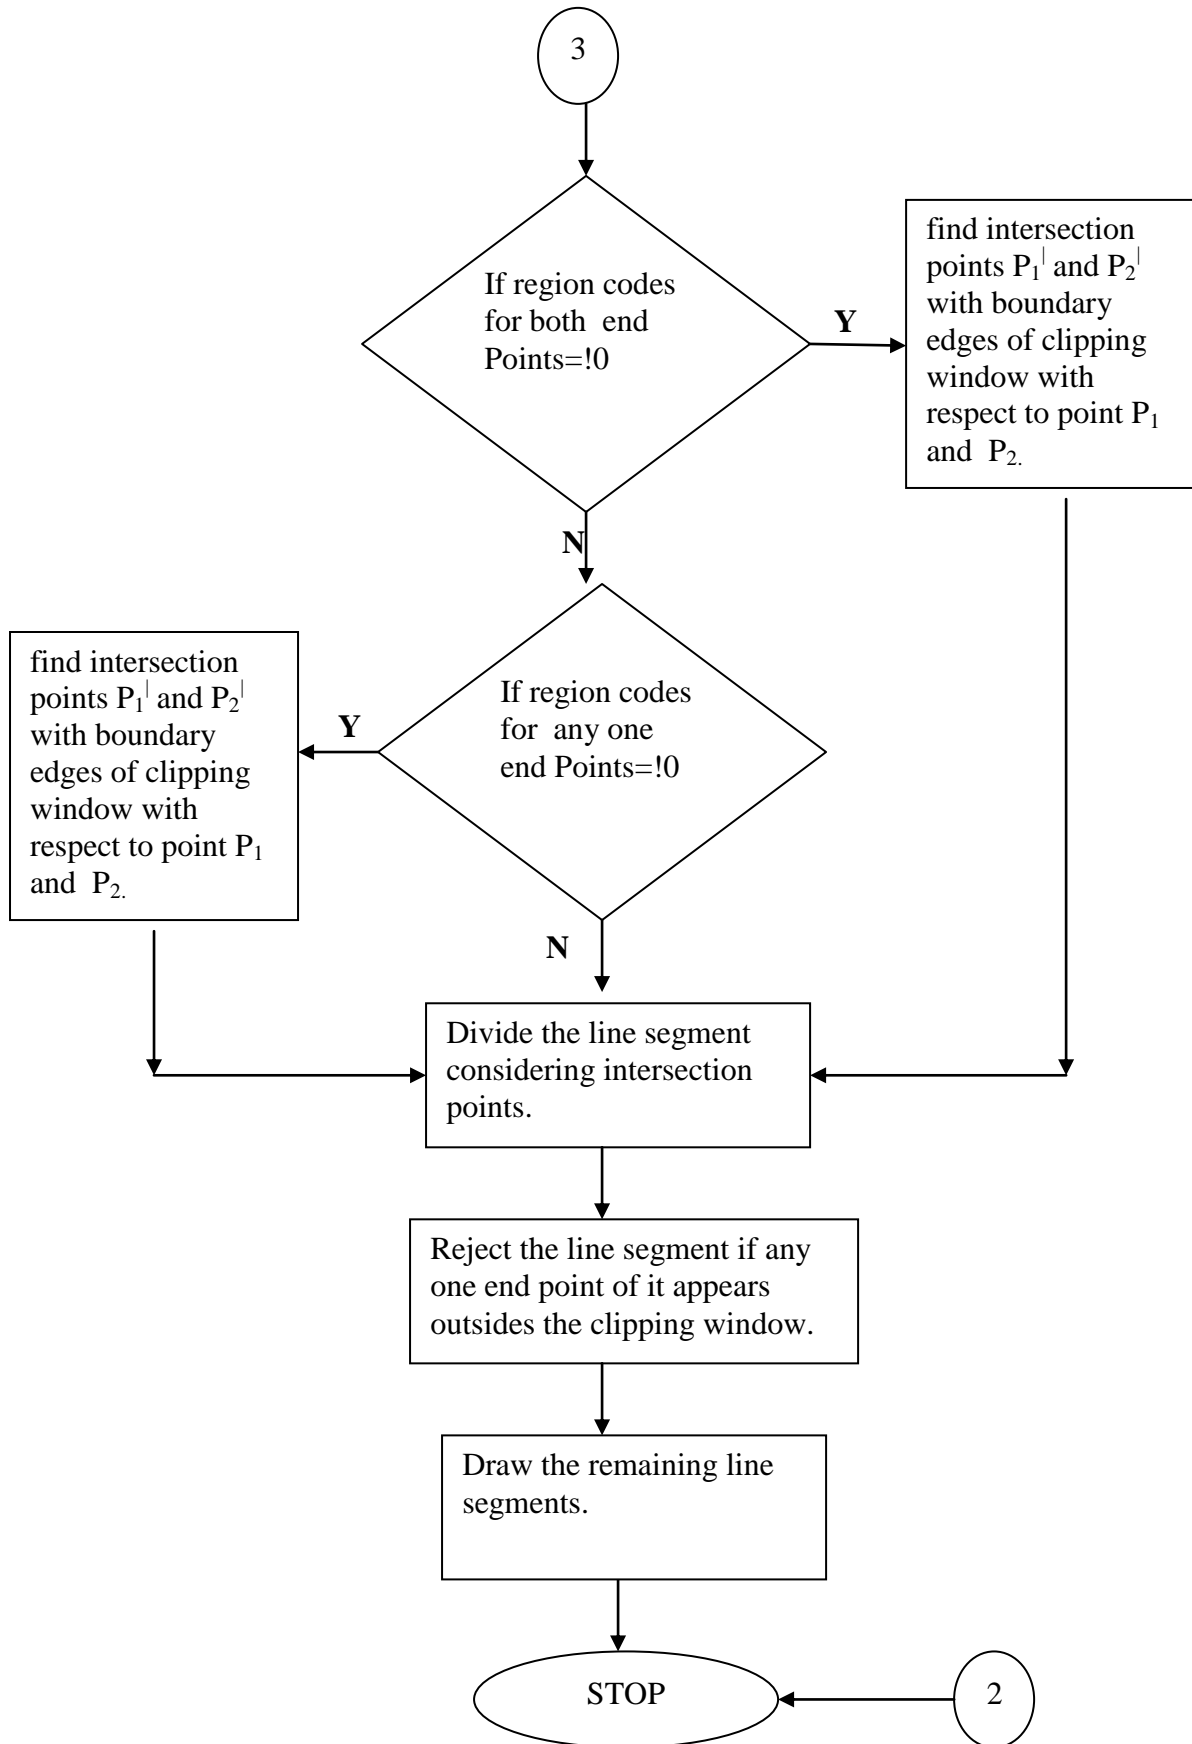 3
If region codes
for both end
Points=!0
Y
find intersection
points P₁| and P₂|
with boundary
edges of clipping
window with
respect to point P₁
and P₂.
N
If region codes
for any one
end Points=!0
Y
find intersection
points P₁| and P₂|
with boundary
edges of clipping
window with
respect to point P₁
and P₂.
N
Divide the line segment
considering intersection
points.
Reject the line segment if any
one end point of it appears
outsides the clipping window.
Draw the remaining line
segments.
STOP
2